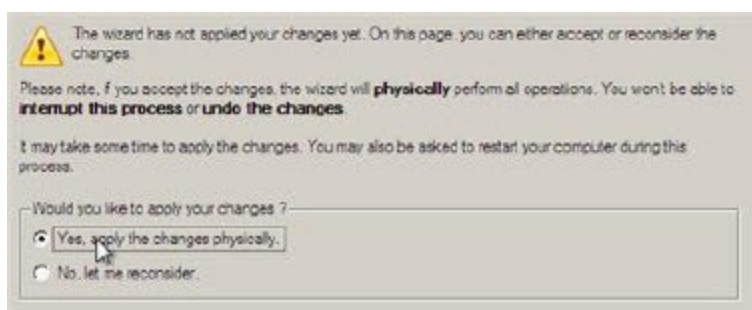 The wizard has not applied your changes yet. On this page, you can either accept or reconsider the
changes.
Please note, if you accept the changes, the wizard will physically perform all operations. You won't be able to
interrupt this process or undo the changes.
It may take some time to apply the changes. You may also be asked to restart your computer during this
process.
Would you like to apply your changes ?
Yes, apply the changes physically.
No, let me reconsider.